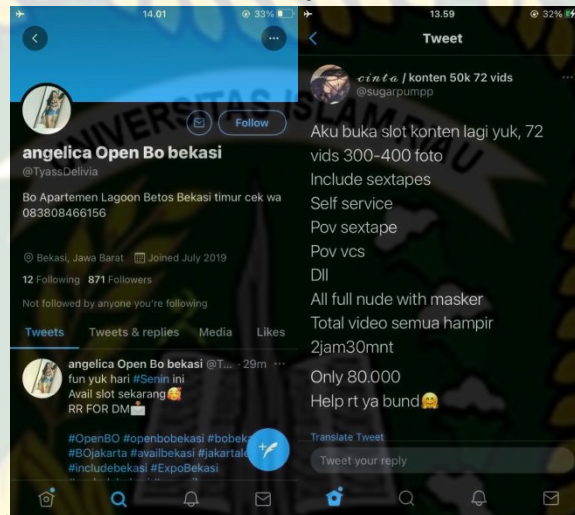 14.01
33%
angelica Open Bo bekasi
@TyassDelivia
Follow
Bo Apartemen Lagoon Betos Bekasi timur cek wa
083808466156
Bekasi, Jawa Barat Joined July 2019
12 Following 871 Followers
Not followed by anyone you're following
Tweets Tweets & replies Media Likes
angelica Open Bo bekasi @T... · 29m
fun yuk hari #Senin ini
Avail slot sekarang🥰
RR FOR DM📩
#OpenBO #openbobekasi
#BOjakarta #availbekasi
#includebekasi #ExpoBekasi
13.59
32%
Tweet
cinta / konten 50k 72 vids
@sugarpumpp
Aku buka slot konten lagi yuk, 72
vids 300-400 foto
Include sextapes
Self service
Pov sextape
Pov vcs
Dll
All full nude with masker
Total video semua hampir
2jam30mnt
Only 80.000
Help rt ya bund🤗
Translate Tweet
Tweet your reply
UNIVERSITAS ISLAM RIAU